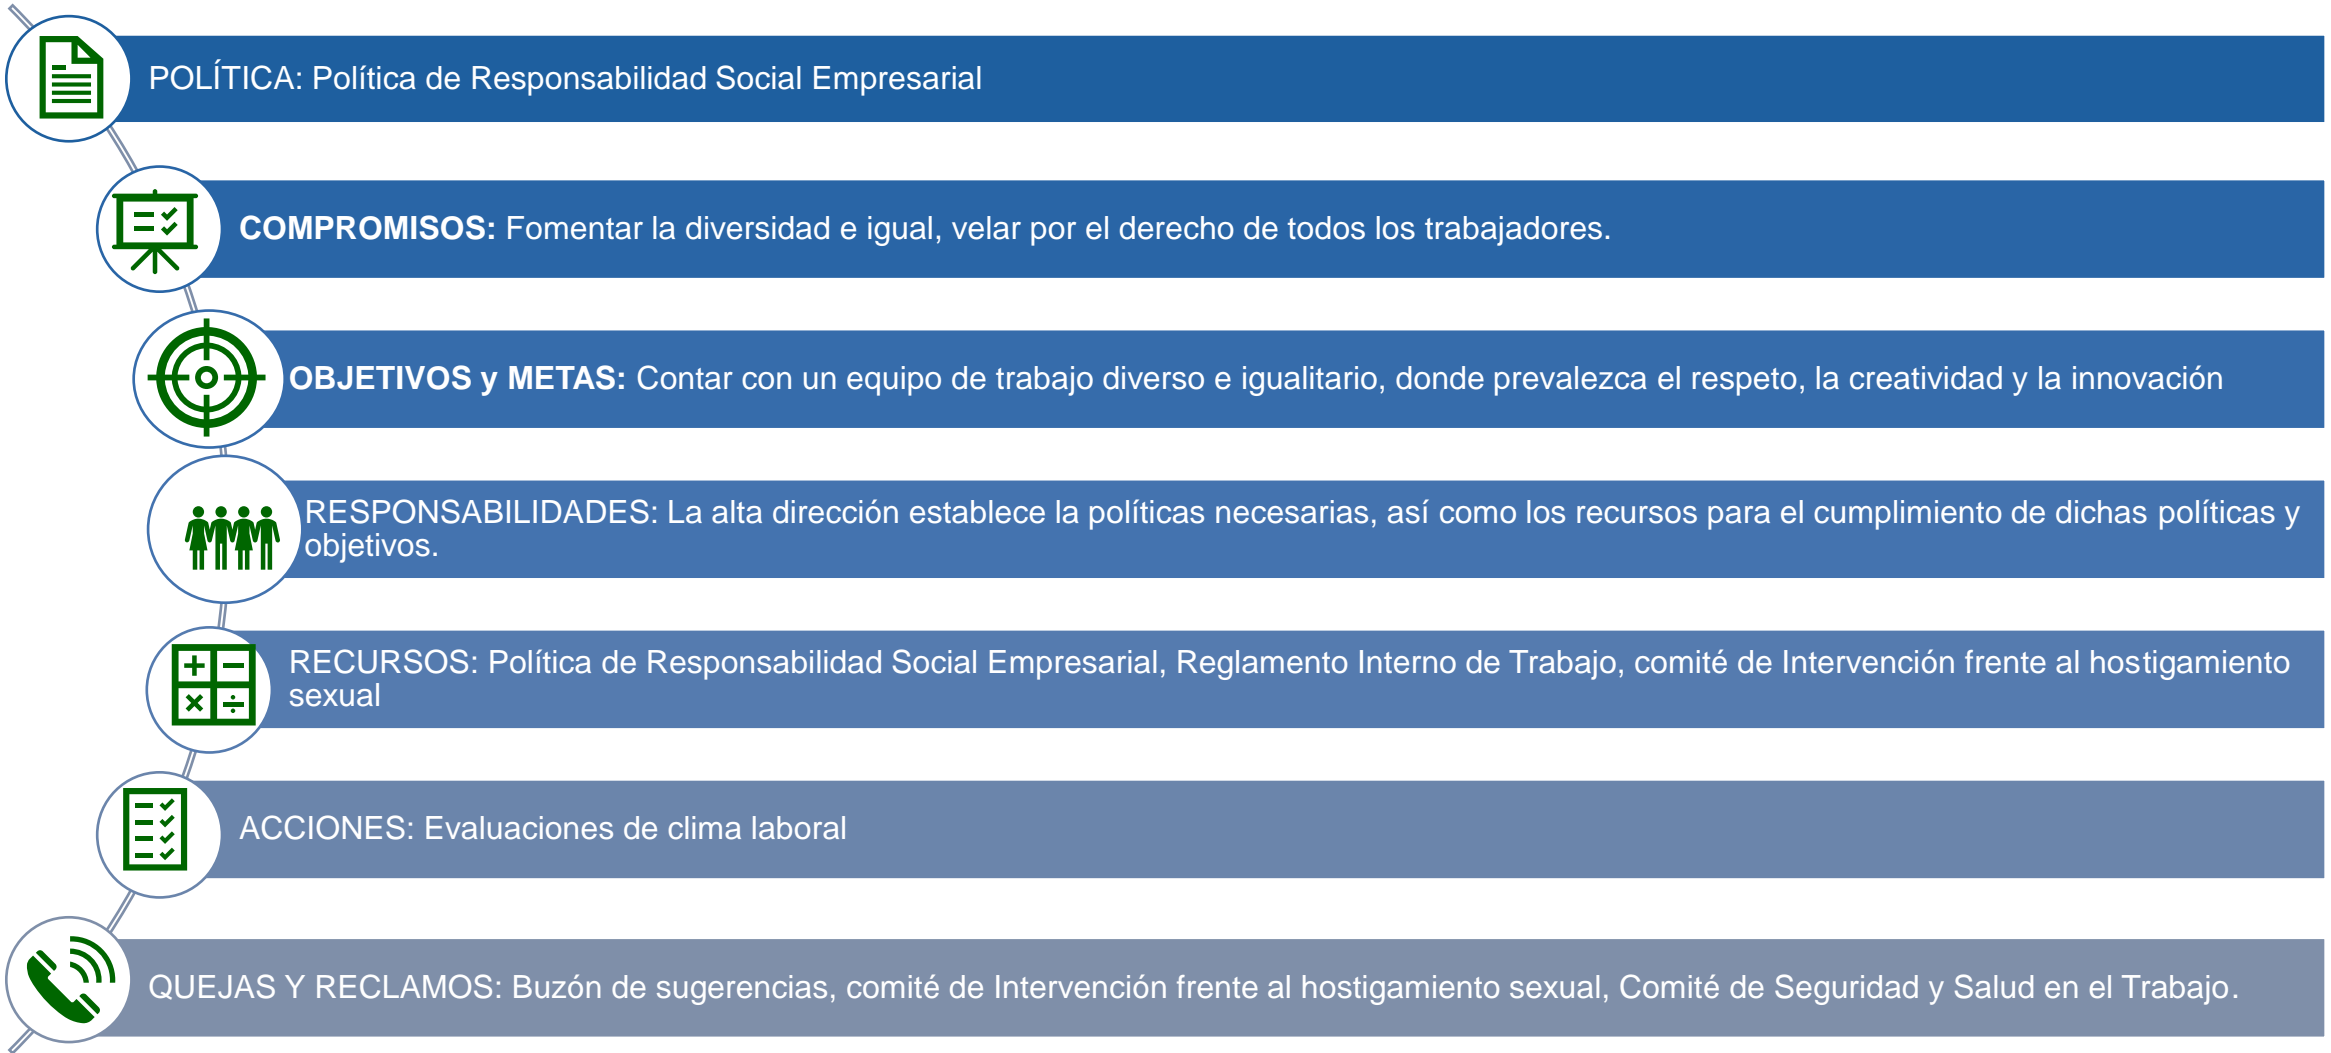 POLÍTICA: Política de Responsabilidad Social Empresarial
COMPROMISOS: Fomentar la diversidad e igual, velar por el derecho de todos los trabajadores.
OBJETIVOS y METAS: Contar con un equipo de trabajo diverso e igualitario, donde prevalezca el respeto, la creatividad y la innovación
RESPONSABILIDADES: La alta dirección establece la políticas necesarias, así como los recursos para el cumplimiento de dichas políticas y
objetivos.
RECURSOS: Política de Responsabilidad Social Empresarial, Reglamento Interno de Trabajo, comité de Intervención frente al hostigamiento
sexual
ACCIONES: Evaluaciones de clima laboral
QUEJAS Y RECLAMOS: Buzón de sugerencias, comité de Intervención frente al hostigamiento sexual, Comité de Seguridad y Salud en el Trabajo.